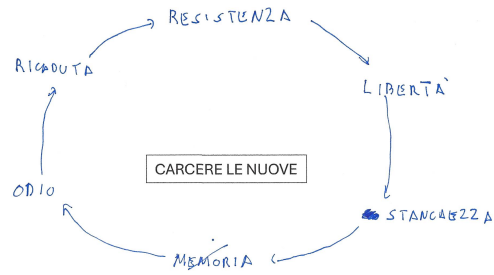 RESISTENZA
RICADUTA
LIBERTÀ
CARCERE LE NUOVE
ODIO
STANCHEZZA
MEMORIA